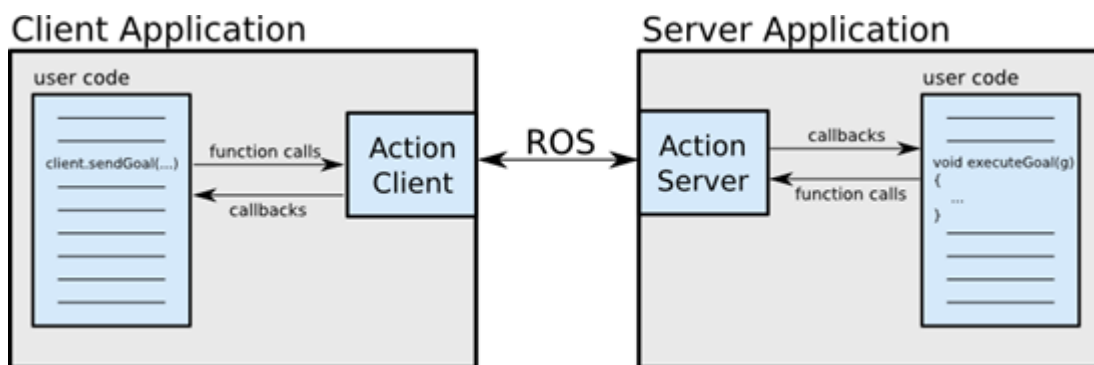 Client Application
user code
client.sendGoal(...)
function calls
callbacks
Action
Client
ROS
Server Application
Action
Server
callbacks
function calls
user code
void executeGoal(g)
{
...
}